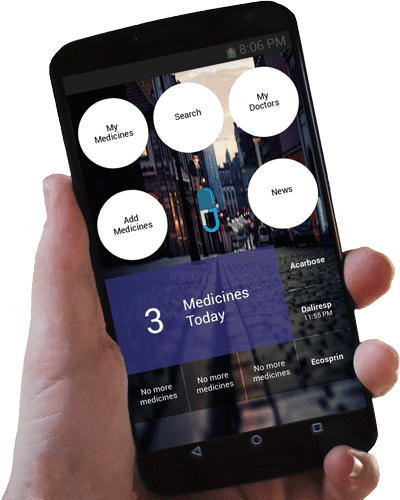 8:06 PM
My
Medicines
Search
My
Doctors
Add
Medicines
News
3
Medicines
Today
Acarbose
Daliresp
11:55 PM
Ecosprin
No more
medicines
No more
medicines
No more
medicines